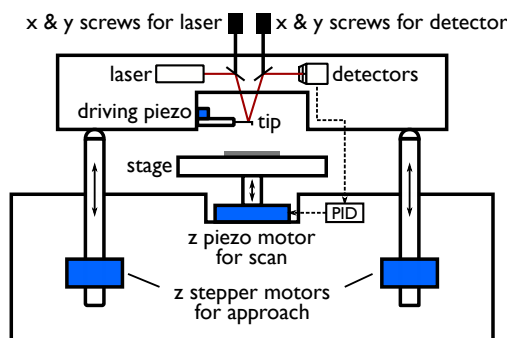 x & y screws for laser
x & y screws for detector
laser
detectors
driving piezo
tip
stage
PID
z piezo motor
for scan
z stepper motors
for approach